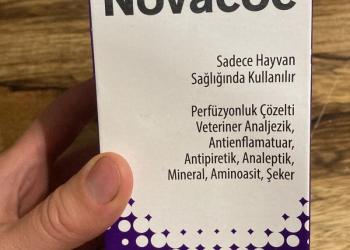 Novacoc
Sadece Hayvan
Sağlığında Kullanılır
Perfüzyonluk Çözelti
Veteriner Analjezik,
Antienflamatuar,
Antipiretik, Analeptik,
Mineral, Aminoasit, Şeker